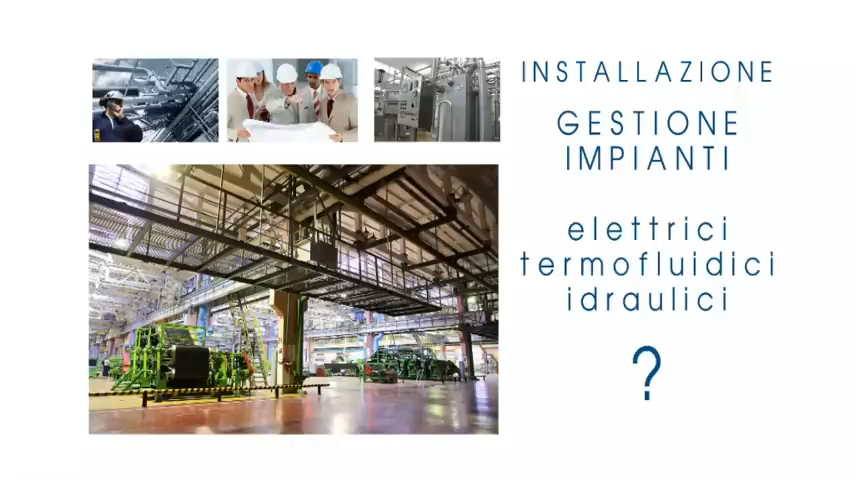 INSTALLAZIONE
GESTIONE
IMPIANTI
elettrici
termofluidici
idraulici
?